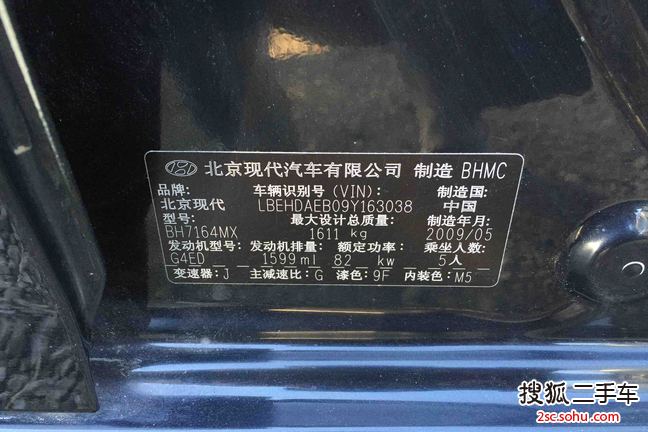 北京现代汽车有限公司 制造 BHMC
品牌: 车辆识别号 (VIN): 制造国:
北京现代 LBEHDAEB09Y163038 中国
型号: 最大设计总质量: 制造年月:
BH7164MX 1611 kg 2009/05
发动机型号: 发动机排量: 额定功率: 乘坐人数:
G4ED 1599 ml 82 kw 5人
变速器: J 主减速比: G 漆色: 9F 内装色: M5
搜狐二手车
2sc.sohu.com